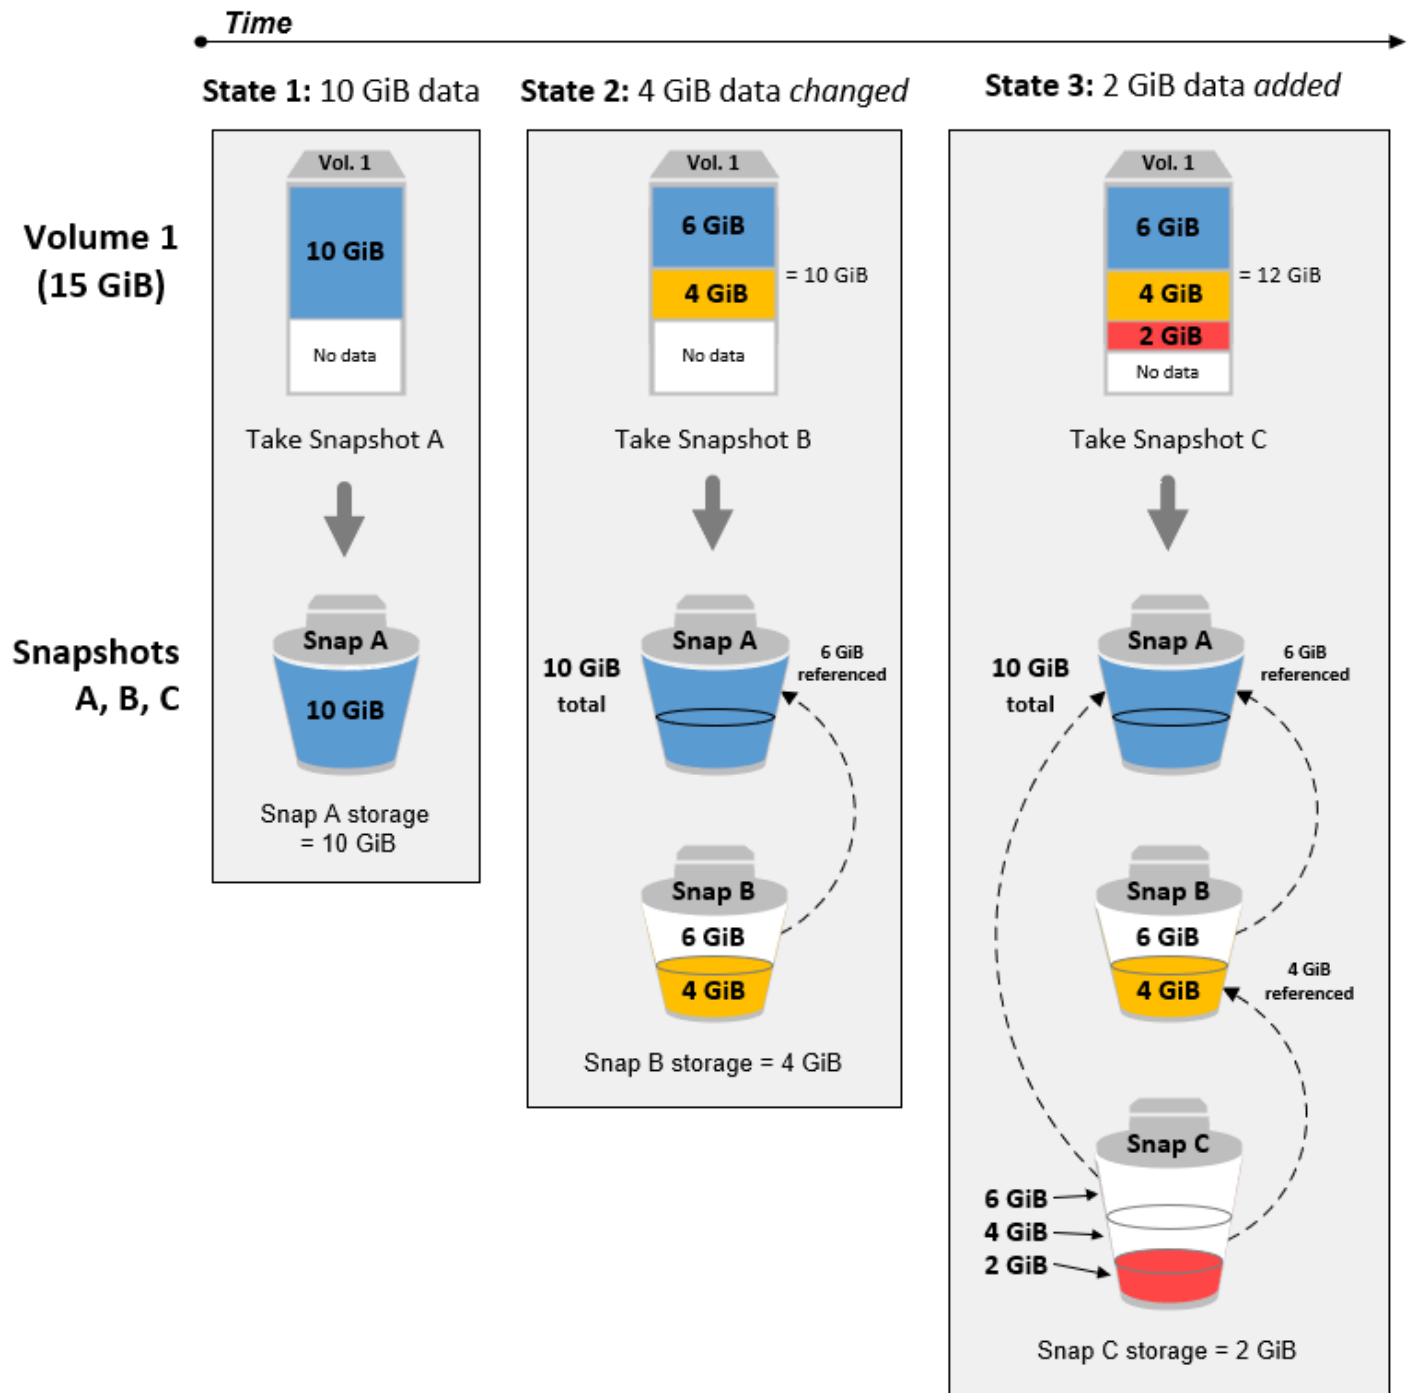 Time
State 1: 10 GiB data
State 2: 4 GiB data changed
State 3: 2 GiB data added
Volume 1
(15 GiB)
Vol. 1
10 GiB
No data
Take Snapshot A
Vol. 1
6 GiB
4 GiB
= 10 GiB
No data
Take Snapshot B
Vol. 1
6 GiB
4 GiB
= 12 GiB
2 GiB
No data
Take Snapshot C
Snapshots
A, B, C
Snap A
10 GiB
Snap A storage
= 10 GiB
10 GiB
total
Snap A
6 GiB
referenced
Snap B
6 GiB
4 GiB
Snap B storage = 4 GiB
10 GiB
total
Snap A
6 GiB
referenced
Snap B
6 GiB
4 GiB
4 GiB
referenced
Snap C
6 GiB
4 GiB
2 GiB
Snap C storage = 2 GiB